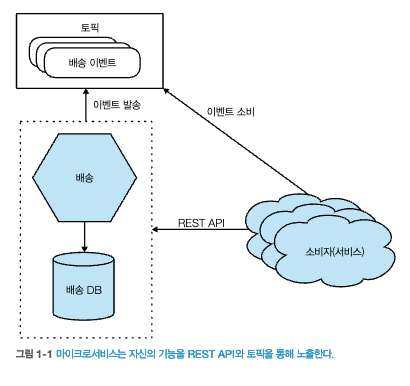 토픽
배송 이벤트
이벤트 발송
이벤트 소비
배송
REST API
배송 DB
소비자(서비스)
그림 1-1 마이크로서비스는 자신의 기능을 REST API와 토픽을 통해 노출한다.